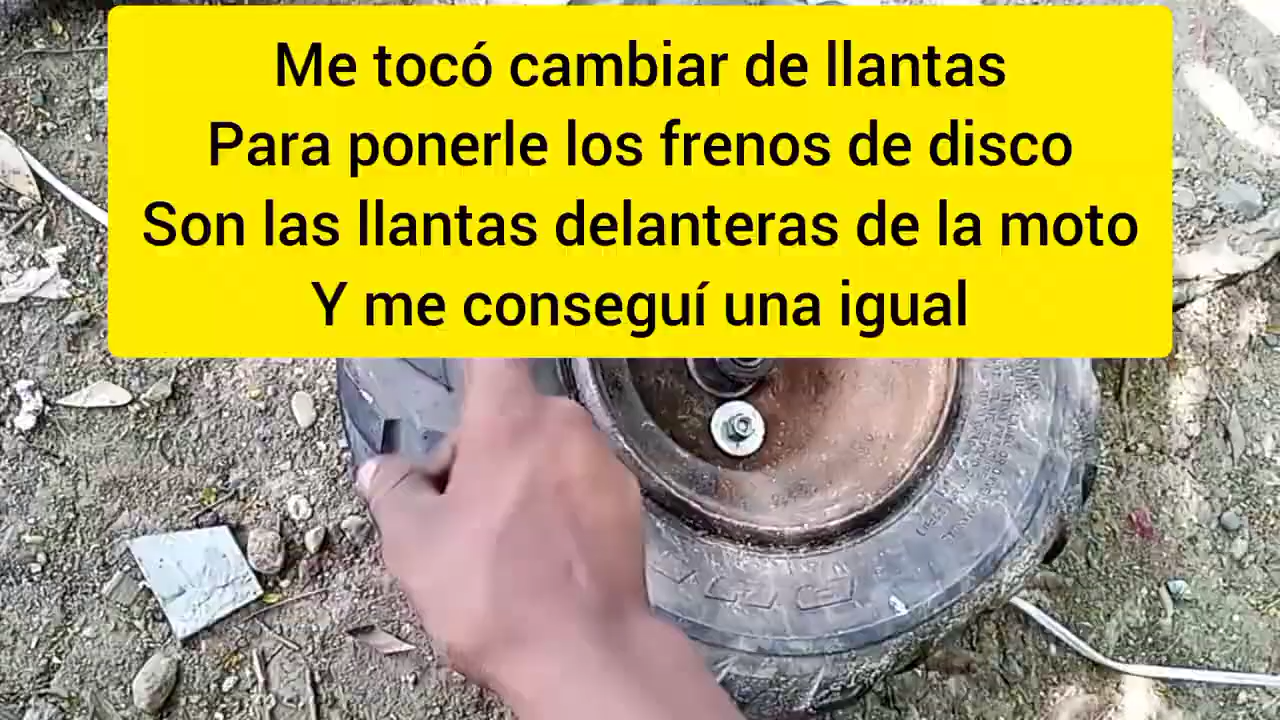 Me tocó cambiar de llantas
Para ponerle los frenos de disco
Son las llantas delanteras de la moto
Y me conseguí una igual